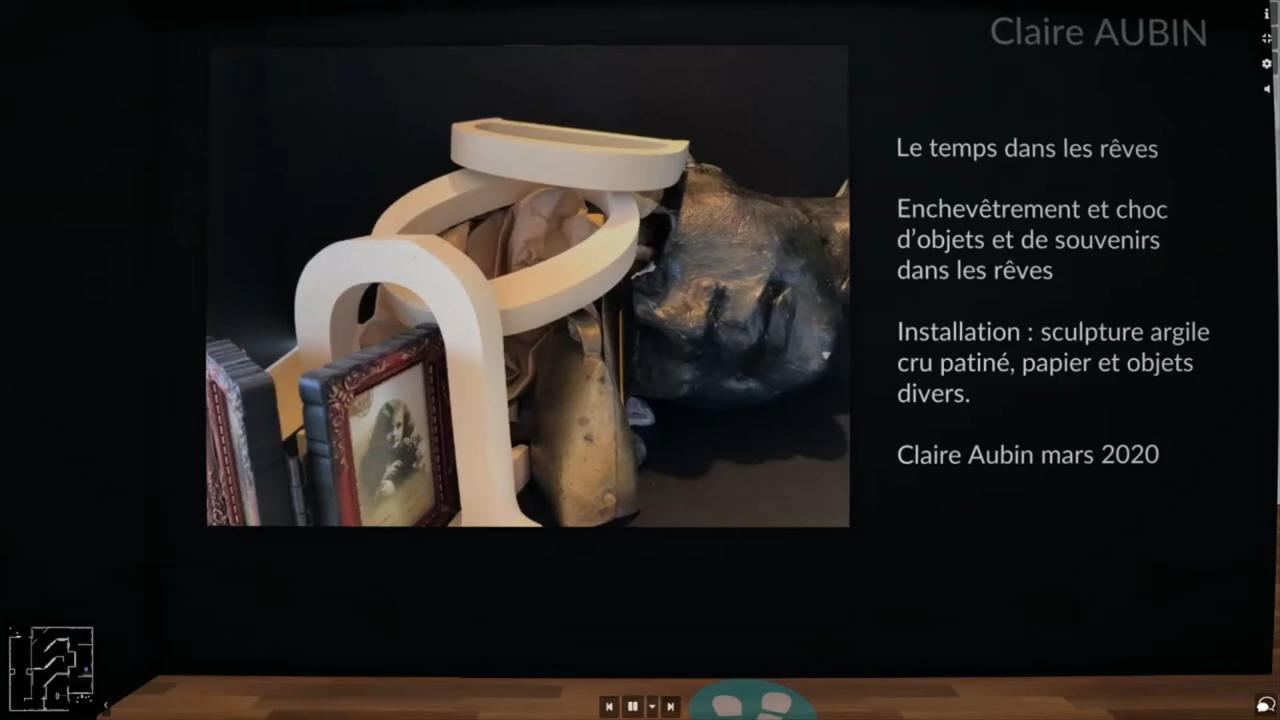 Claire AUBIN
Le temps dans les rêves
Enchevêtrement et choc
d’objets et de souvenirs
dans les rêves
Installation : sculpture argile
cru patiné, papier et objets
divers.
Claire Aubin mars 2020